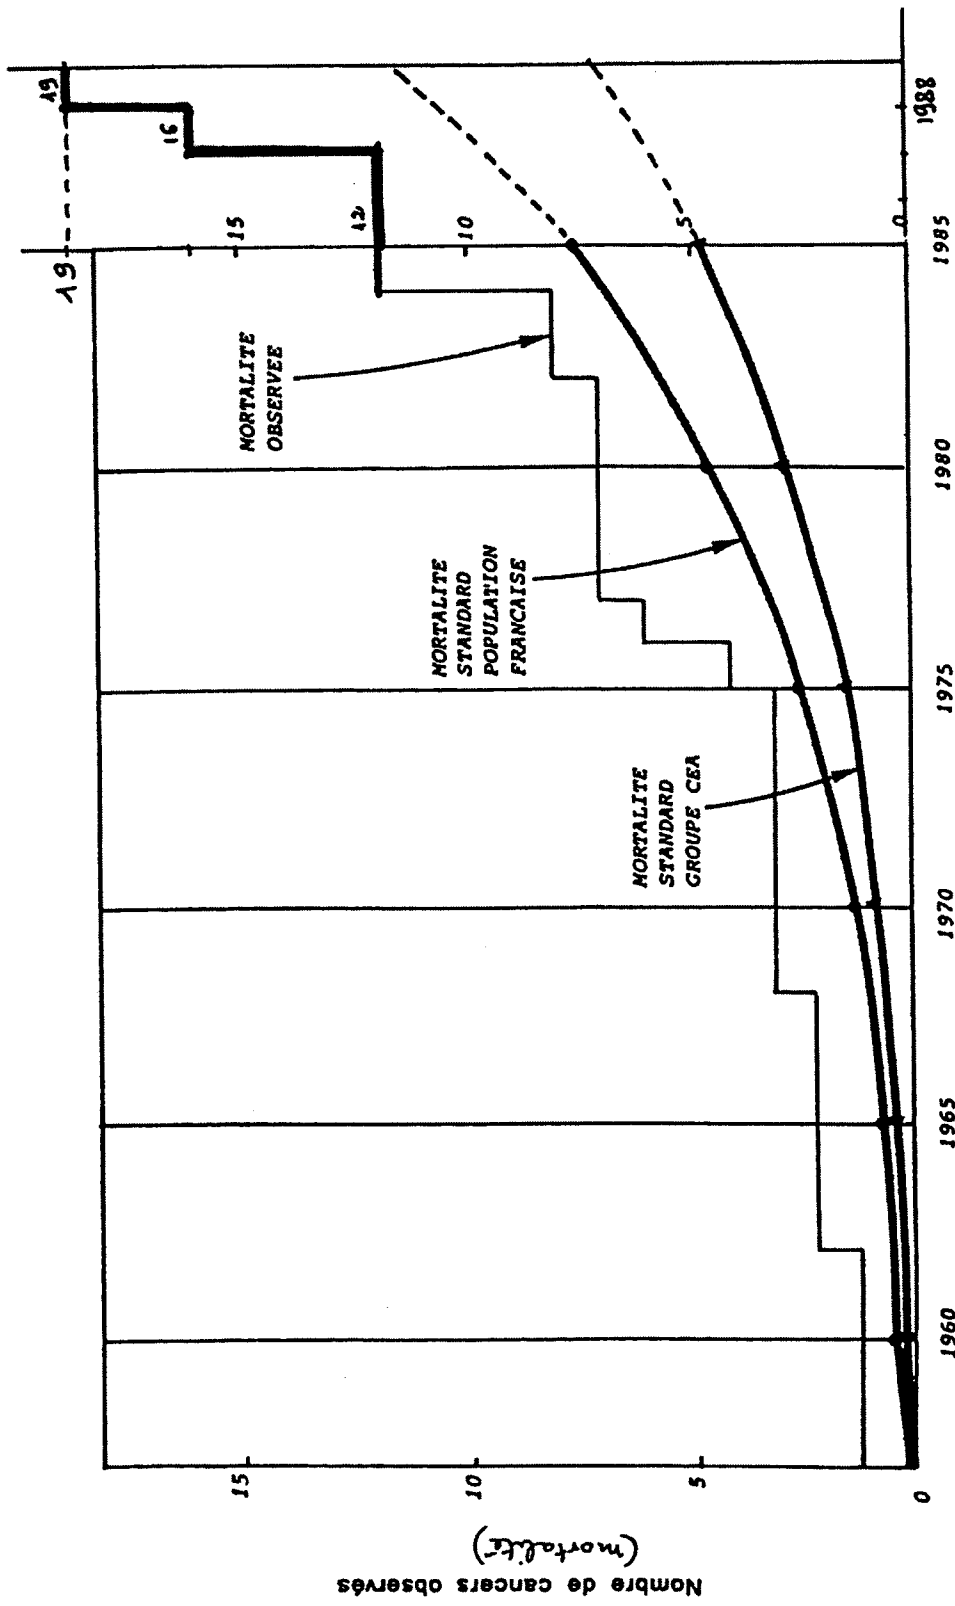 Nombre de cancers observés
(mortalité)
15
10
5
0
1960
1965
1970
1975
1980
1985
1988
MORTALITE
OBSERVEE
MORTALITE
STANDARD
POPULATION
FRANCAISE
MORTALITE
STANDARD
GROUPE CEA
19
15
10
5
0
12
16
19